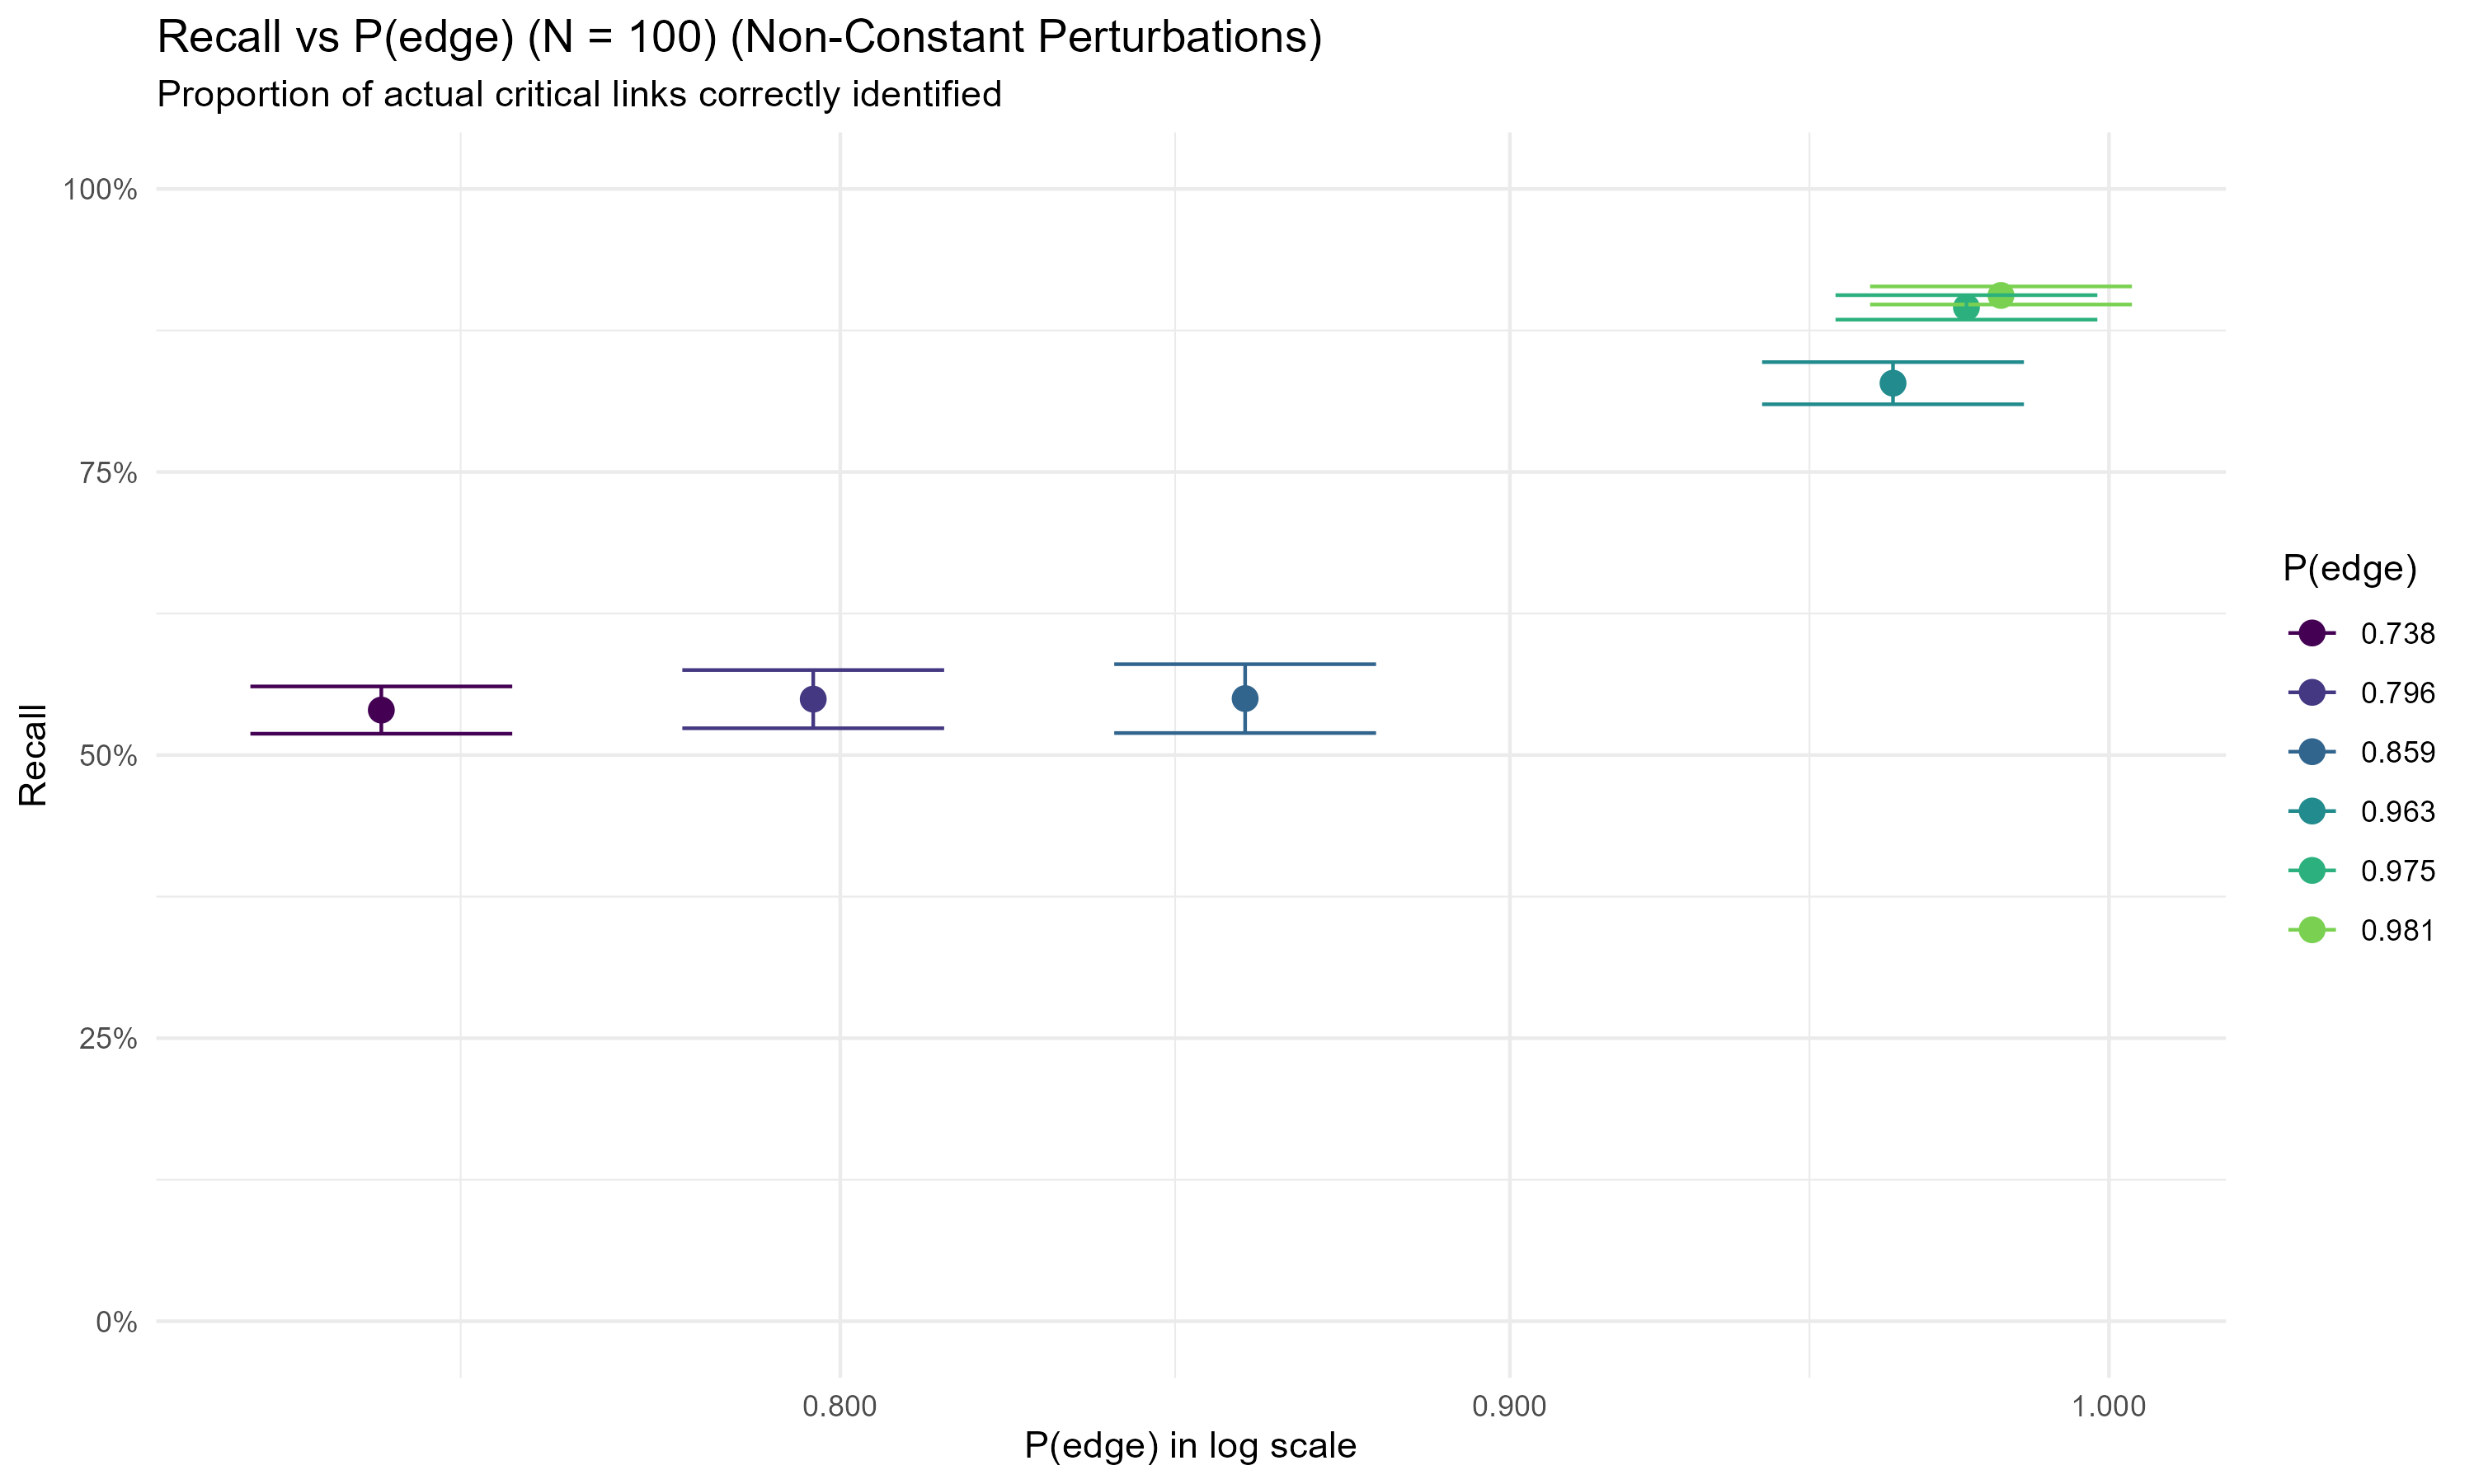 Recall vs P(edge) (N = 100) (Non-Constant Perturbations)
Proportion of actual critical links correctly identified
100%
75%
50%
25%
0%
Recall
0.800
0.900
1.000
P(edge) in log scale
P(edge)
0.738
0.796
0.859
0.963
0.975
0.981